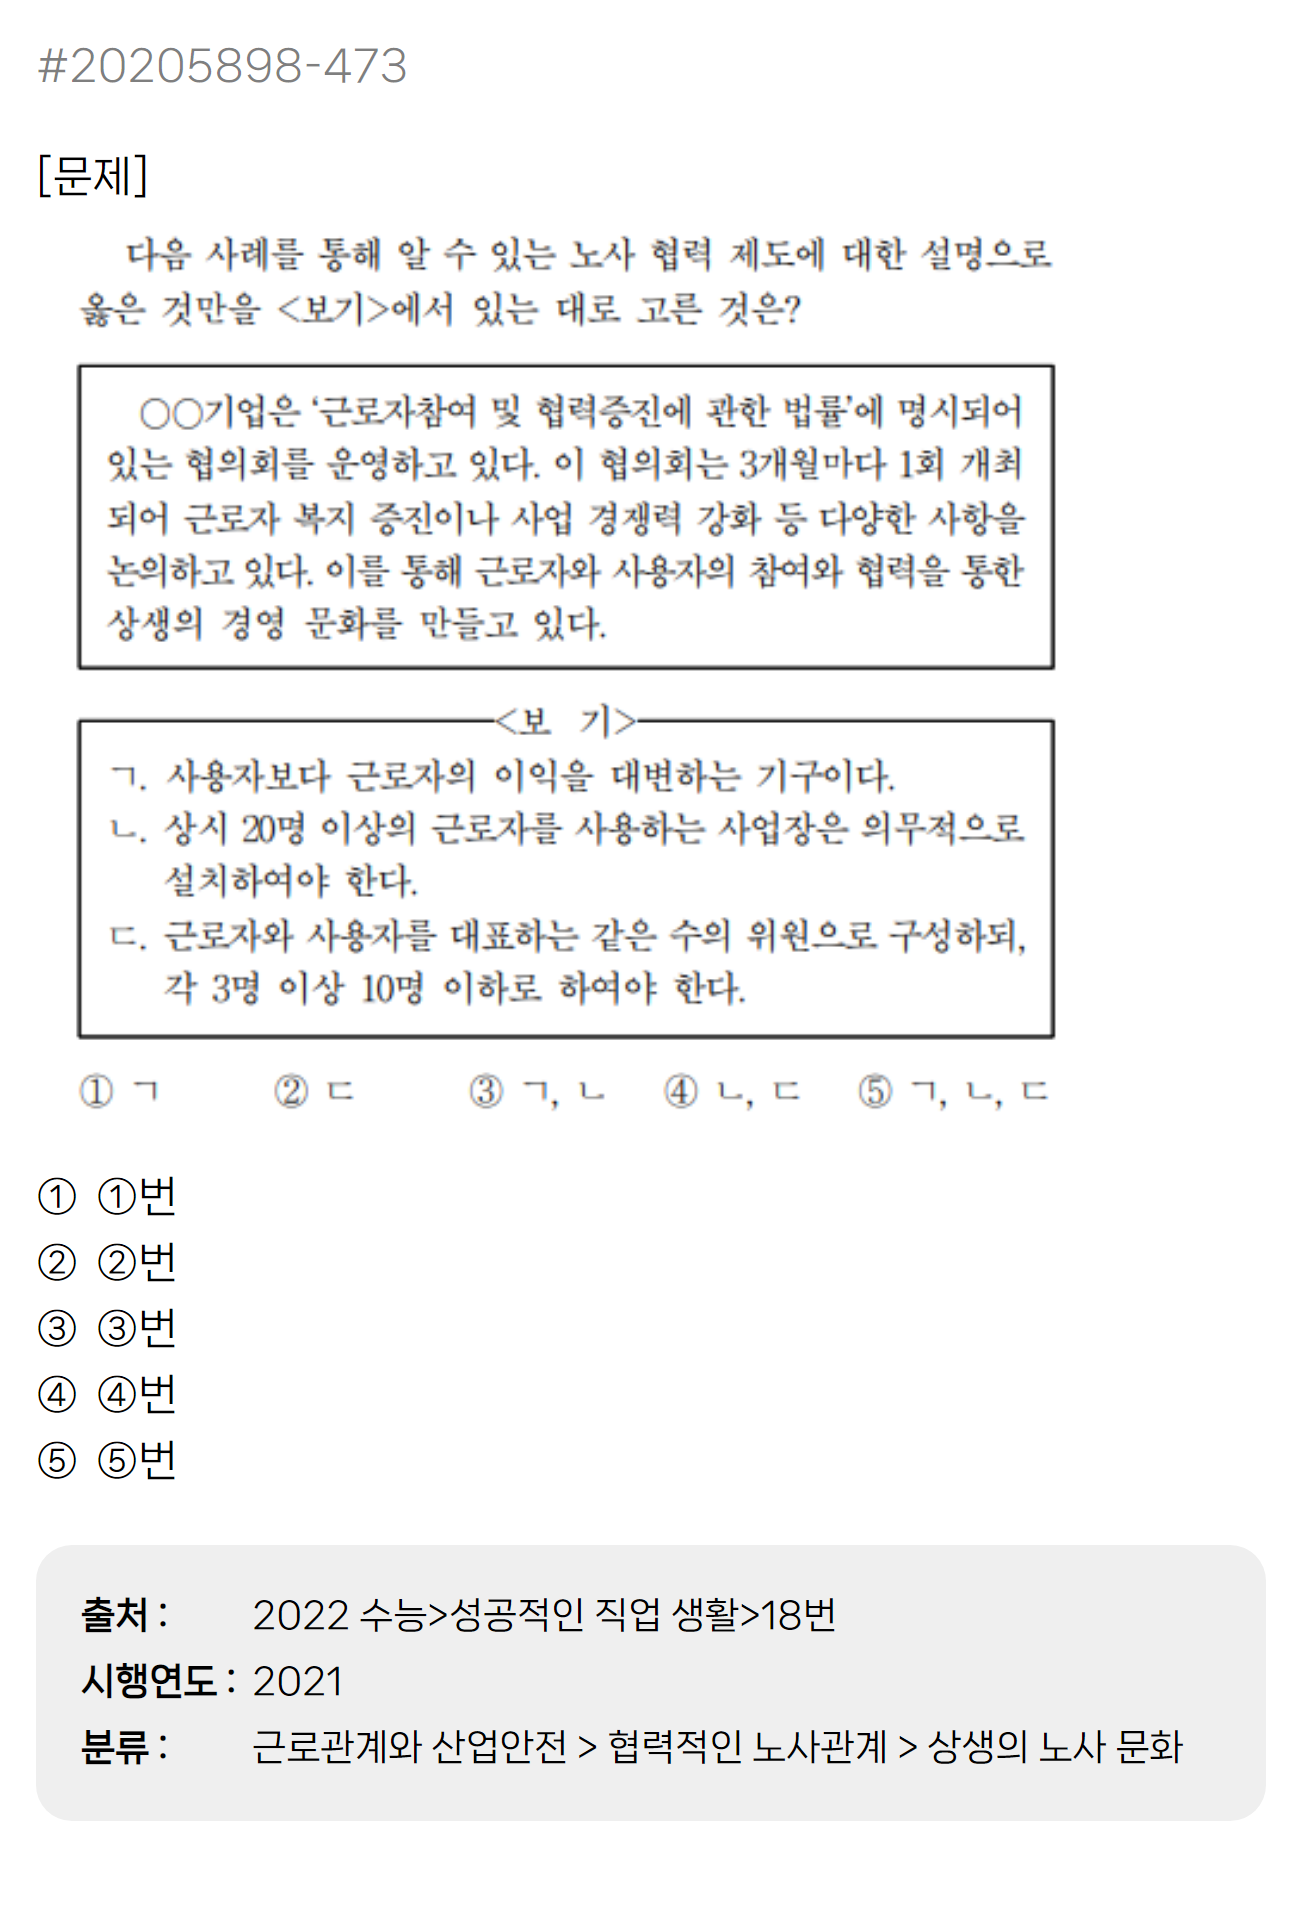 #20205898-473
[문제]
다음 사례를 통해 알 수 있는 노사 협력 제도에 대한 설명으로
옳은 것만을 <보기>에서 있는 대로 고른 것은?
○○기업은 ‘근로자참여 및 협력증진에 관한 법률’에 명시되어
있는 협의회를 운영하고 있다. 이 협의회는 3개월마다 1회 개최
되어 근로자 복지 증진이나 사업 경쟁력 강화 등 다양한 사항을
논의하고 있다. 이를 통해 근로자와 사용자의 참여와 협력을 통한
상생의 경영 문화를 만들고 있다.
<보 기>
ㄱ. 사용자보다 근로자의 이익을 대변하는 기구이다.
ㄴ. 상시 20명 이상의 근로자를 사용하는 사업장은 의무적으로
설치하여야 한다.
ㄷ. 근로자와 사용자를 대표하는 같은 수의 위원으로 구성하되,
각 3명 이상 10명 이하로 하여야 한다.
① ㄱ ② ㄷ ③ ㄱ, ㄴ ④ ㄴ, ㄷ ⑤ ㄱ, ㄴ, ㄷ
① ①번
② ②번
③ ③번
④ ④번
⑤ ⑤번
출처 : 2022 수능>성공적인 직업 생활>18번
시행연도 : 2021
분류 : 근로관계와 산업안전 > 협력적인 노사관계 > 상생의 노사 문화